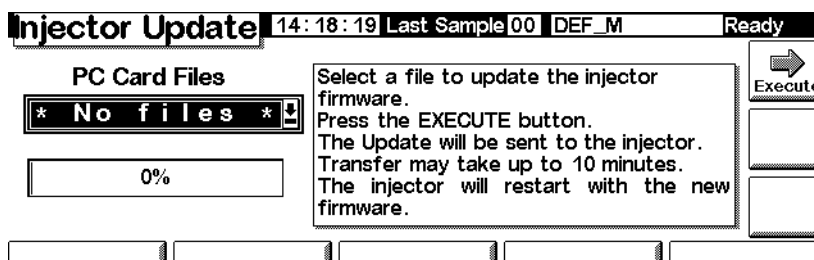 Injector Update 14:18:19 Last Sample 00 DEF_M Ready
PC Card Files
* No files *
0%
Select a file to update the injector
firmware.
Press the EXECUTE button.
The Update will be sent to the injector.
Transfer may take up to 10 minutes.
The injector will restart with the new
firmware.
Execute